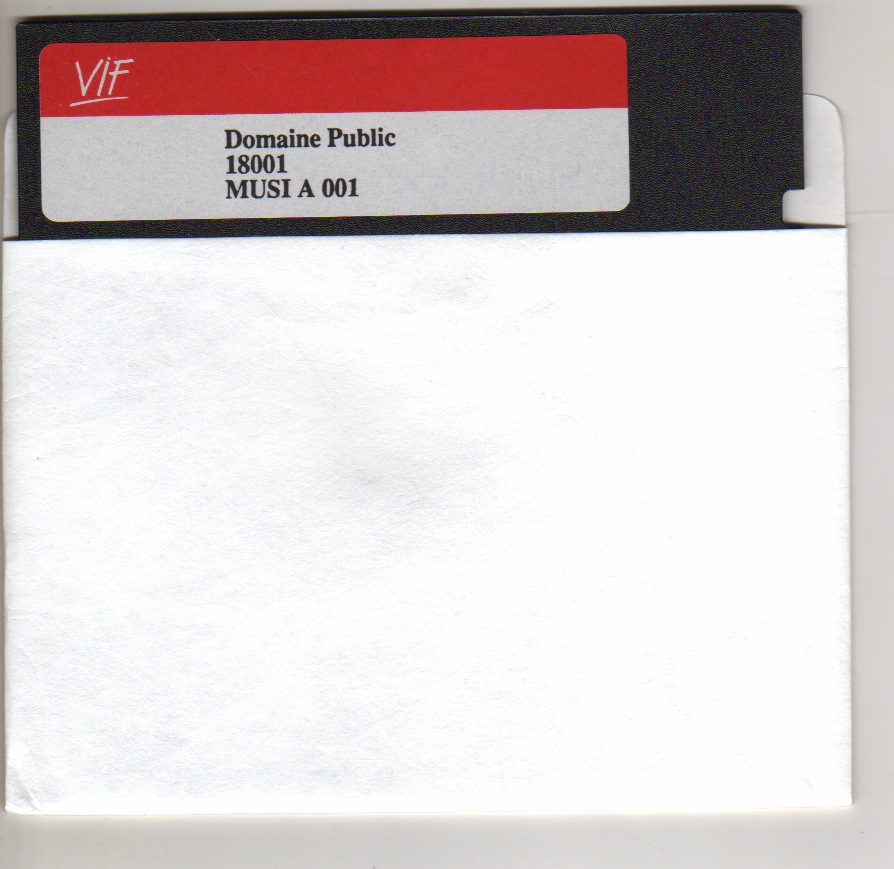 ViF
Domaine Public
18001
MUSI A 001